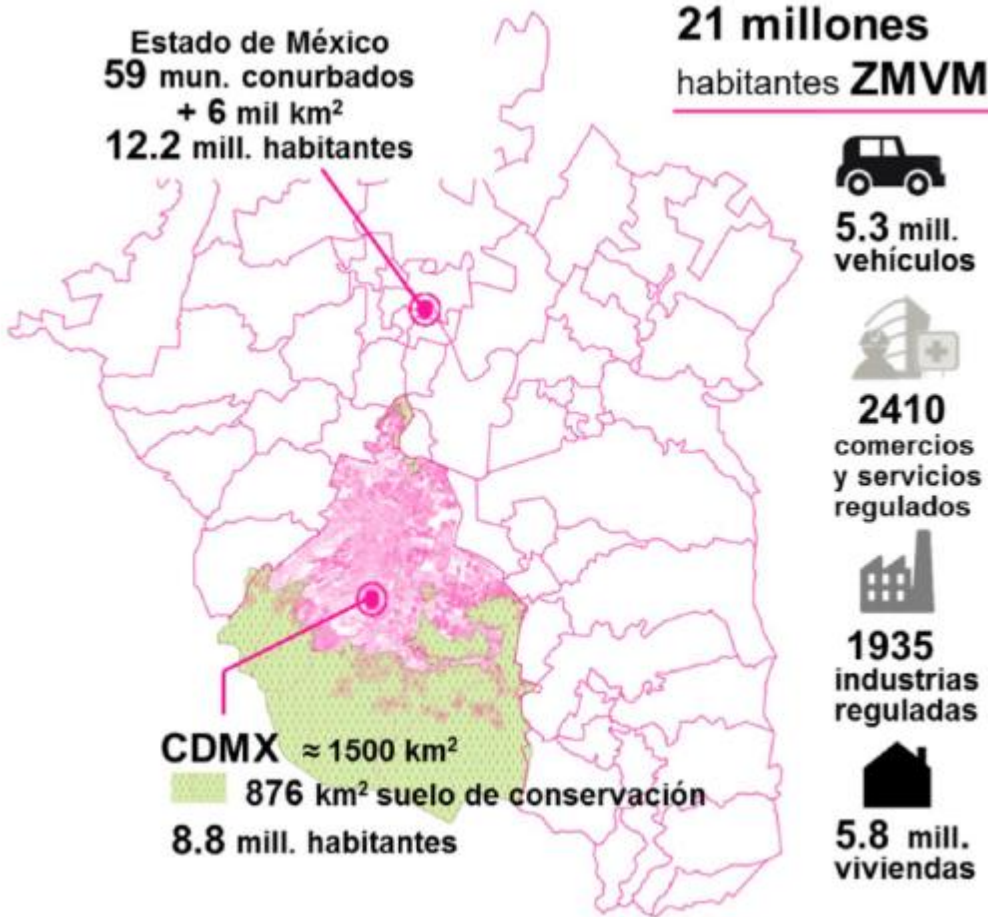 21 millones
habitantes ZMVM
Estado de México
59 mun. conurbados
+ 6 mil km²
12.2 mill. habitantes
5.3 mill.
vehículos
2410
comercios
y servicios
regulados
1935
industrias
reguladas
5.8 mill.
viviendas
CDMX ≈ 1500 km²
876 km² suelo de conservación
8.8 mill. habitantes